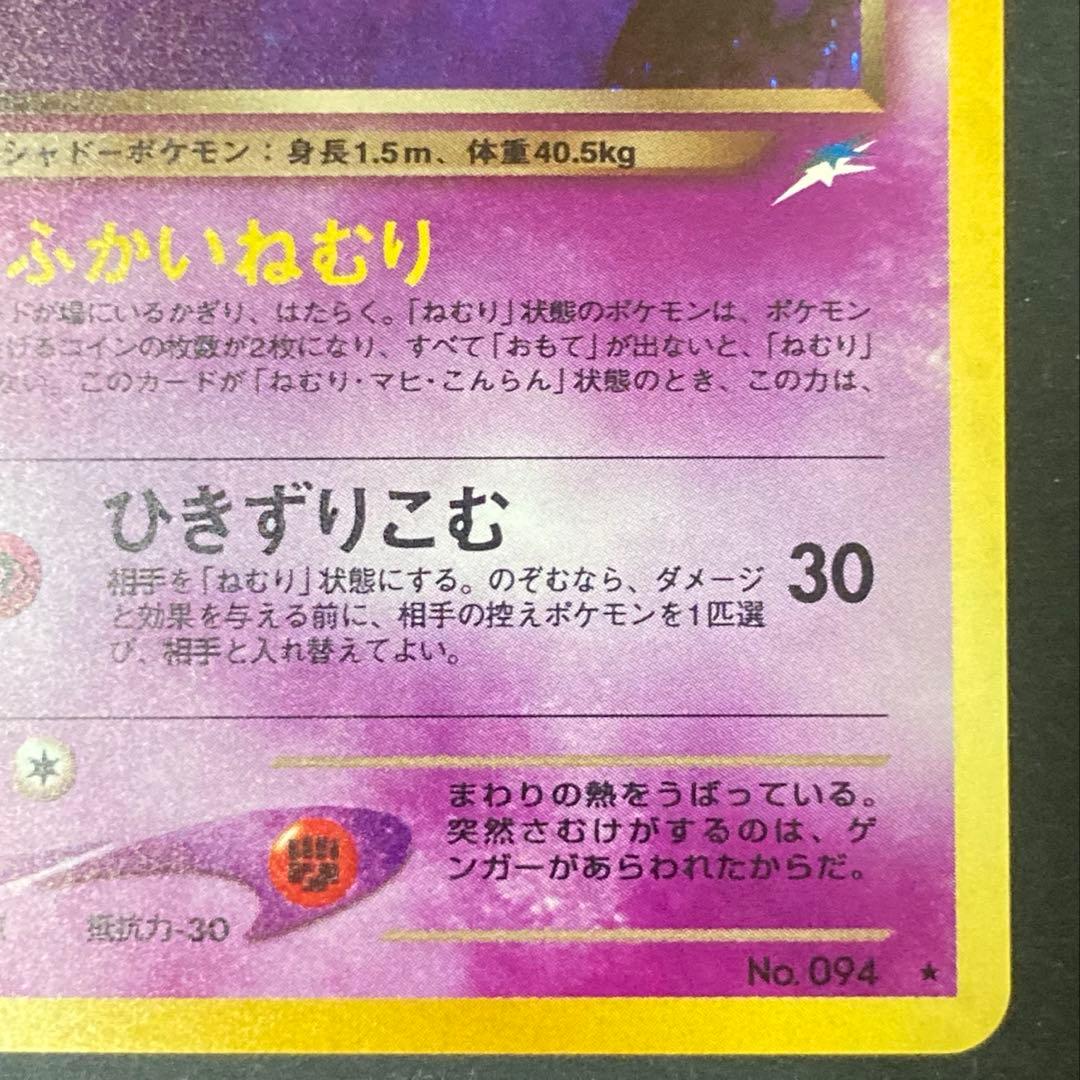 シャドーポケモン：身長1.5m、体重40.5kg
ふかいねむり
ドが場にいるかぎり、はたらく。「ねむり」状態のポケモンは、ポケモン
げるコインの枚数が2枚になり、すべて「おもて」が出ないと、「ねむり」
ない。このカードが「ねむり・マヒ・こんらん」状態のとき、この力は、
ひきずりこむ
30
相手を「ねむり」状態にする。のぞむなら、ダメージ
と効果を与える前に、相手の控えポケモンを1匹選
び、相手と入れ替えてよい。
まわりの熱をうばっている。
突然さむけがするのは、ゲ
ンガーがあらわれたからだ。
抵抗力-30
No. 094 ★